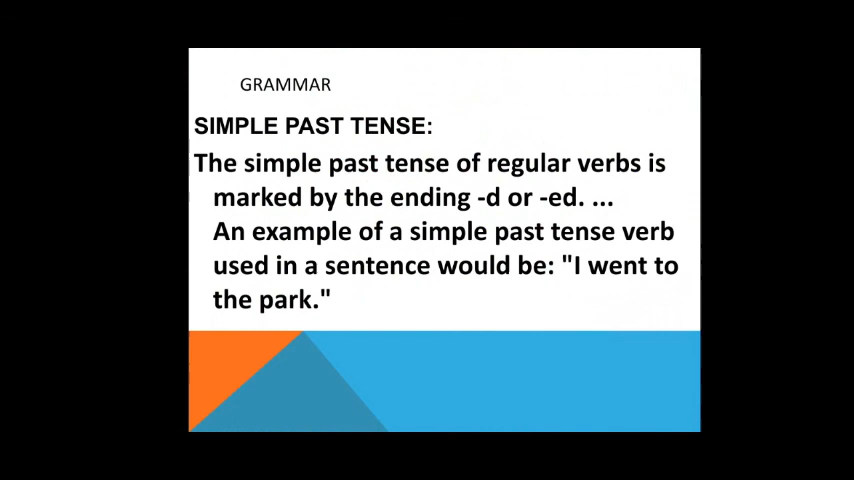 GRAMMAR
SIMPLE PAST TENSE:
The simple past tense of regular verbs is
marked by the ending -d or -ed. ...
An example of a simple past tense verb
used in a sentence would be: "I went to
the park."